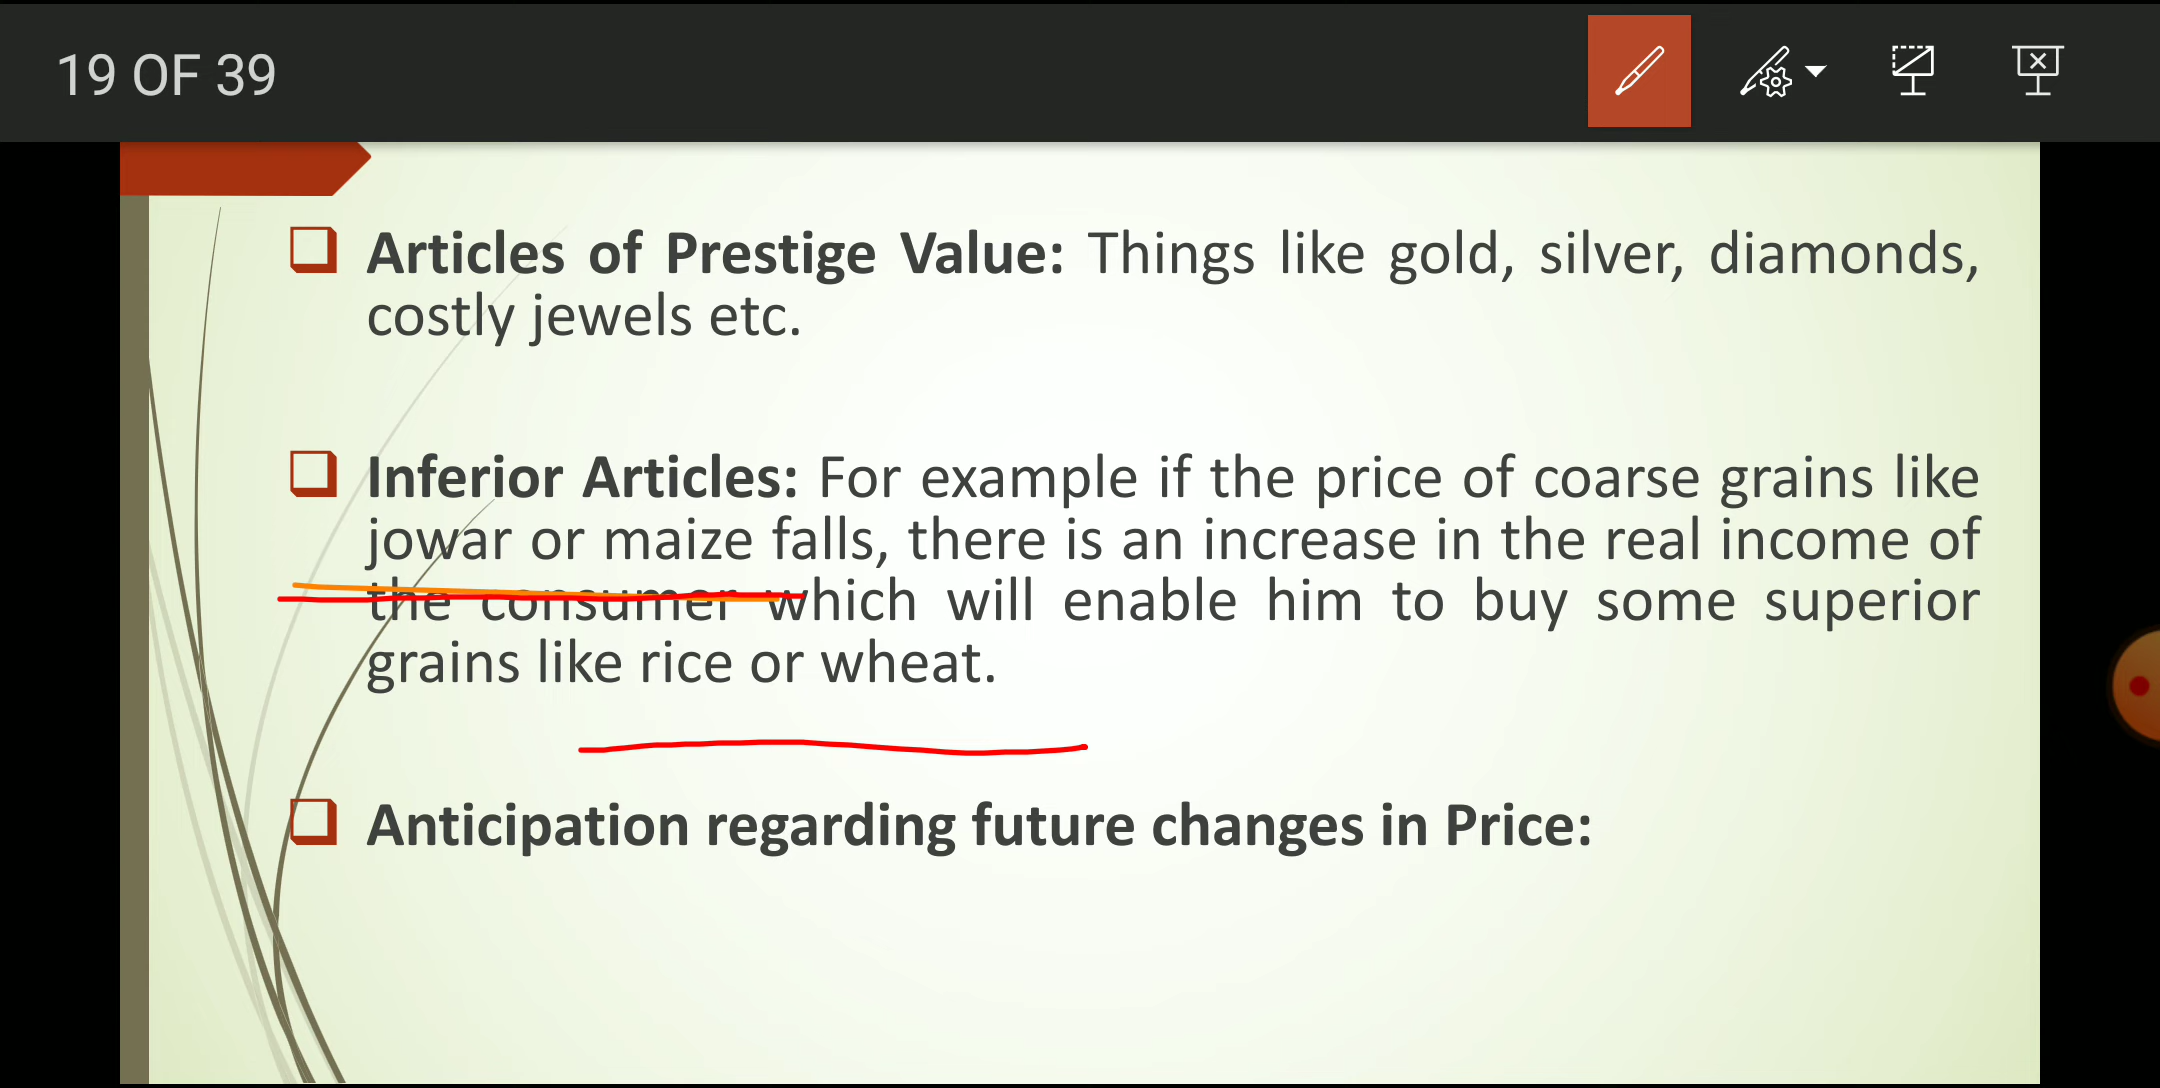 19 OF 39
Articles of Prestige Value: Things like gold, silver, diamonds,
costly jewels etc.
Inferior Articles: For example if the price of coarse grains like
jowar or maize falls, there is an increase in the real income of
the consumer which will enable him to buy some superior
grains like rice or wheat.
Anticipation regarding future changes in Price: